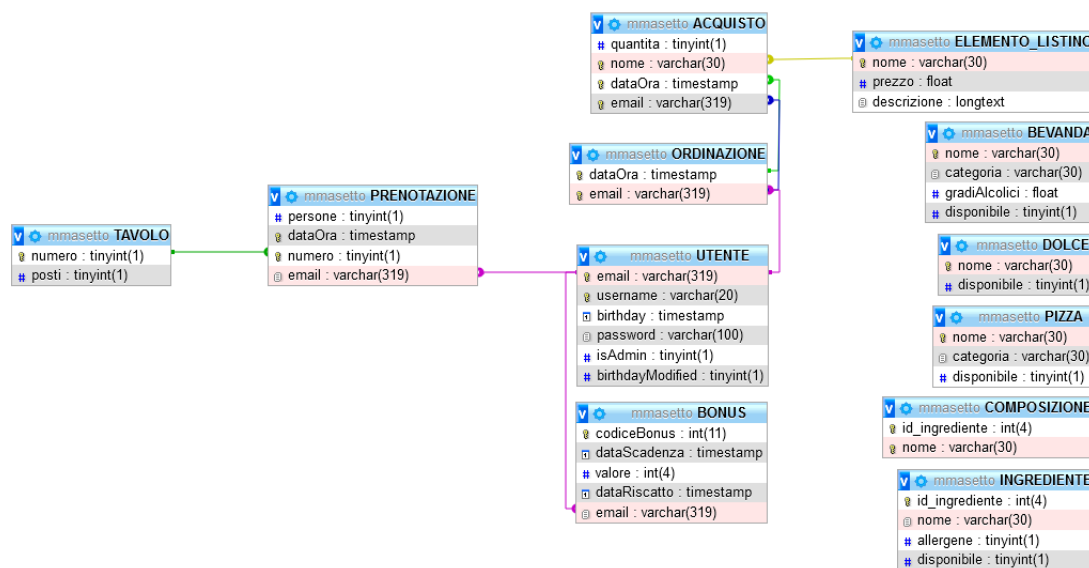 mmasetto ACQUISTO
# quantita : tinyint(1)
nome : varchar(30)
dataOra : timestamp
email : varchar(319)
mmasetto ELEMENTO_LISTINO
nome : varchar(30)
# prezzo : float
descrizione : longtext
mmasetto BEVANDA
nome : varchar(30)
categoria : varchar(30)
# gradiAlcolici : float
# disponibile : tinyint(1)
mmasetto ORDINAZIONE
dataOra : timestamp
email : varchar(319)
mmasetto PRENOTAZIONE
# persone : tinyint(1)
dataOra : timestamp
numero : tinyint(1)
email : varchar(319)
mmasetto TAVOLO
numero : tinyint(1)
# posti : tinyint(1)
mmasetto UTENTE
email : varchar(319)
username : varchar(20)
birthday : timestamp
password : varchar(100)
# isAdmin : tinyint(1)
# birthdayModified : tinyint(1)
mmasetto DOLCE
nome : varchar(30)
# disponibile : tinyint(1)
mmasetto PIZZA
nome : varchar(30)
categoria : varchar(30)
# disponibile : tinyint(1)
mmasetto BONUS
codiceBonus : int(11)
dataScadenza : timestamp
# valore : int(4)
dataRiscatto : timestamp
email : varchar(319)
mmasetto COMPOSIZIONE
id_ingrediente : int(4)
nome : varchar(30)
mmasetto INGREDIENTE
id_ingrediente : int(4)
nome : varchar(30)
# allergene : tinyint(1)
# disponibile : tinyint(1)